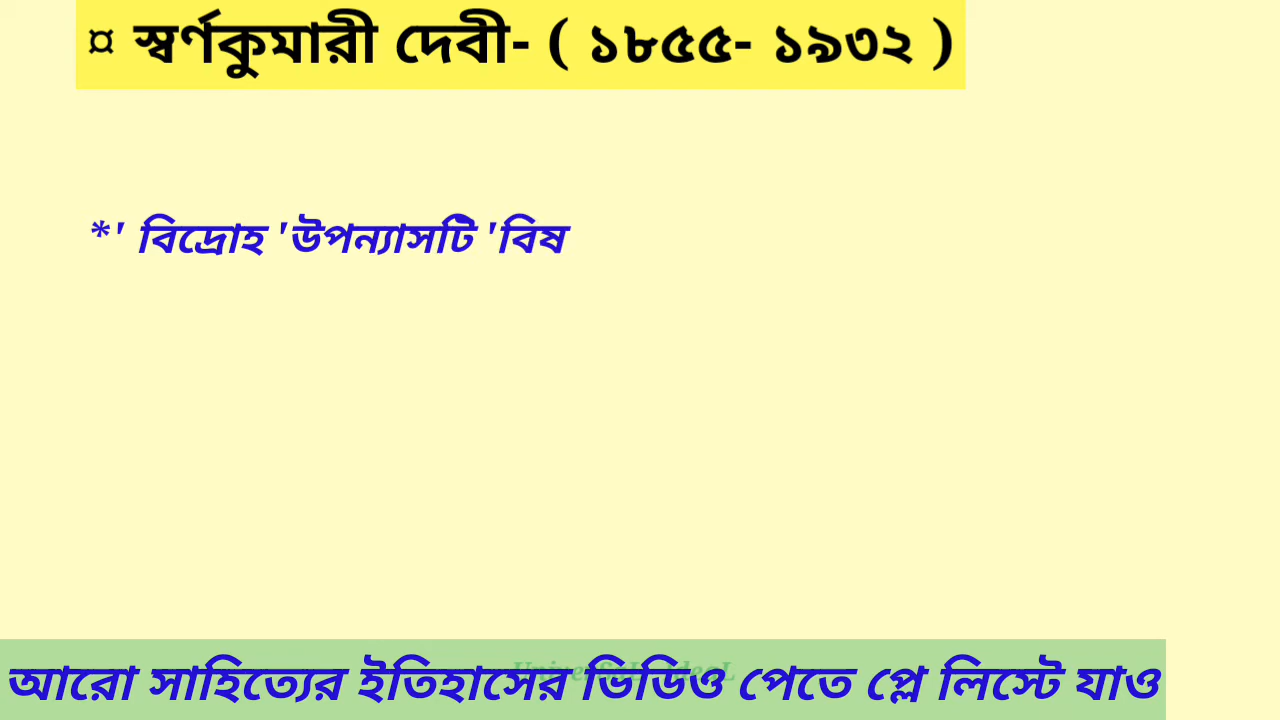 ¤ স্বর্ণকুমারী দেবী- ( ১৮৫৫- ১৯৩২ )
*' বিদ্রোহ 'উপন্যাসটি 'বিষ
আরো সাহিত্যের ইতিহাসের ভিডিও পেতে প্লে লিস্টে যাও